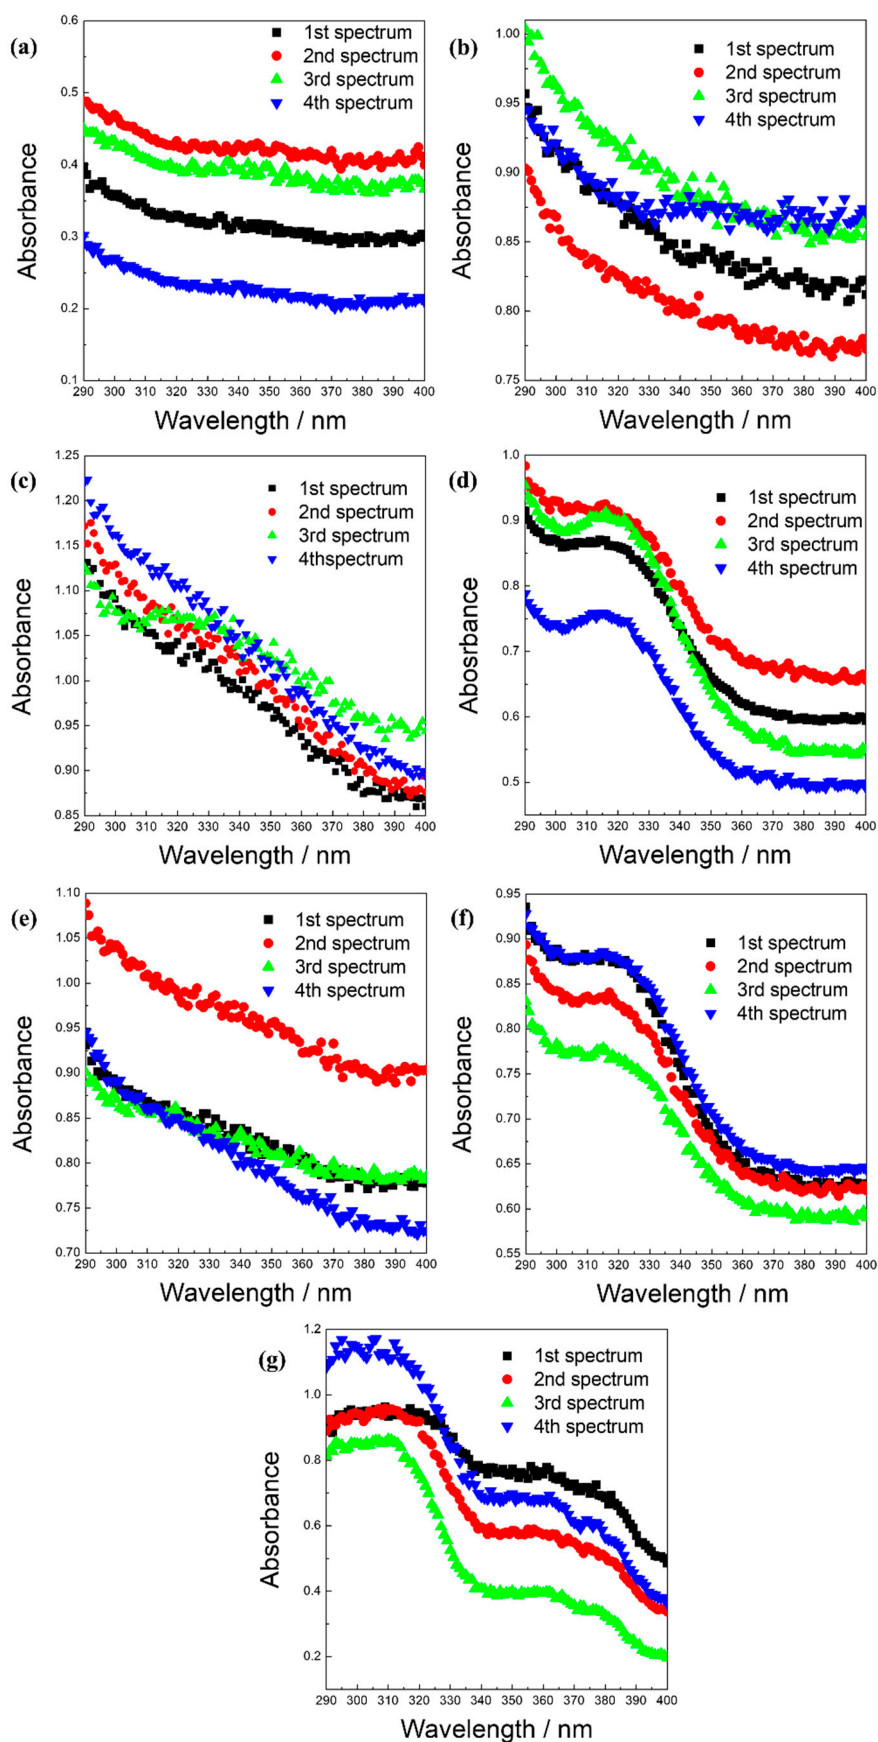 (a)
1st spectrum
2nd spectrum
3rd spectrum
4th spectrum
0.6
0.5
0.4
0.3
0.2
0.1
Absorbance
290 300 310 320 330 340 350 360 370 380 390 400
Wavelength / nm
(b)
1st spectrum
2nd spectrum
3rd spectrum
4th spectrum
1.00
0.95
0.90
0.85
0.80
0.75
Absorbance
290 300 310 320 330 340 350 360 370 380 390 400
Wavelength / nm
(c)
1st spectrum
2nd spectrum
3rd spectrum
4thspectrum
1.25
1.20
1.15
1.10
1.05
1.00
0.95
0.90
0.85
Absorbance
290 300 310 320 330 340 350 360 370 380 390 400
Wavelength / nm
(d)
1st spectrum
2nd spectrum
3rd spectrum
4th spectrum
1.0
0.9
0.8
0.7
0.6
0.5
Abosrbance
290 300 310 320 330 340 350 360 370 380 390 400
Wavelength / nm
(e)
1st spectrum
2nd spectrum
3rd spectrum
4th spectrum
1.10
1.05
1.00
0.95
0.90
0.85
0.80
0.75
0.70
Absorbance
290 300 310 320 330 340 350 360 370 380 390 400
Wavelength / nm
(f)
1st spectrum
2nd spectrum
3rd spectrum
4th spectrum
0.95
0.90
0.85
0.80
0.75
0.70
0.65
0.60
0.55
Absorbance
290 300 310 320 330 340 350 360 370 380 390 400
Wavelength / nm
(g)
1st spectrum
2nd spectrum
3rd spectrum
4th spectrum
1.2
1.0
0.8
0.6
0.4
0.2
Absorbance
290 300 310 320 330 340 350 360 370 380 390 400
Wavelength / nm